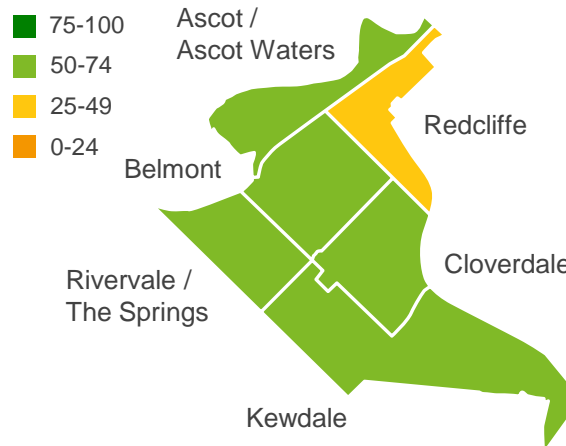 75-100
50-74
25-49
0-24
Ascot /
Ascot Waters
Redcliffe
Belmont
Cloverdale
Rivervale /
The Springs
Kewdale